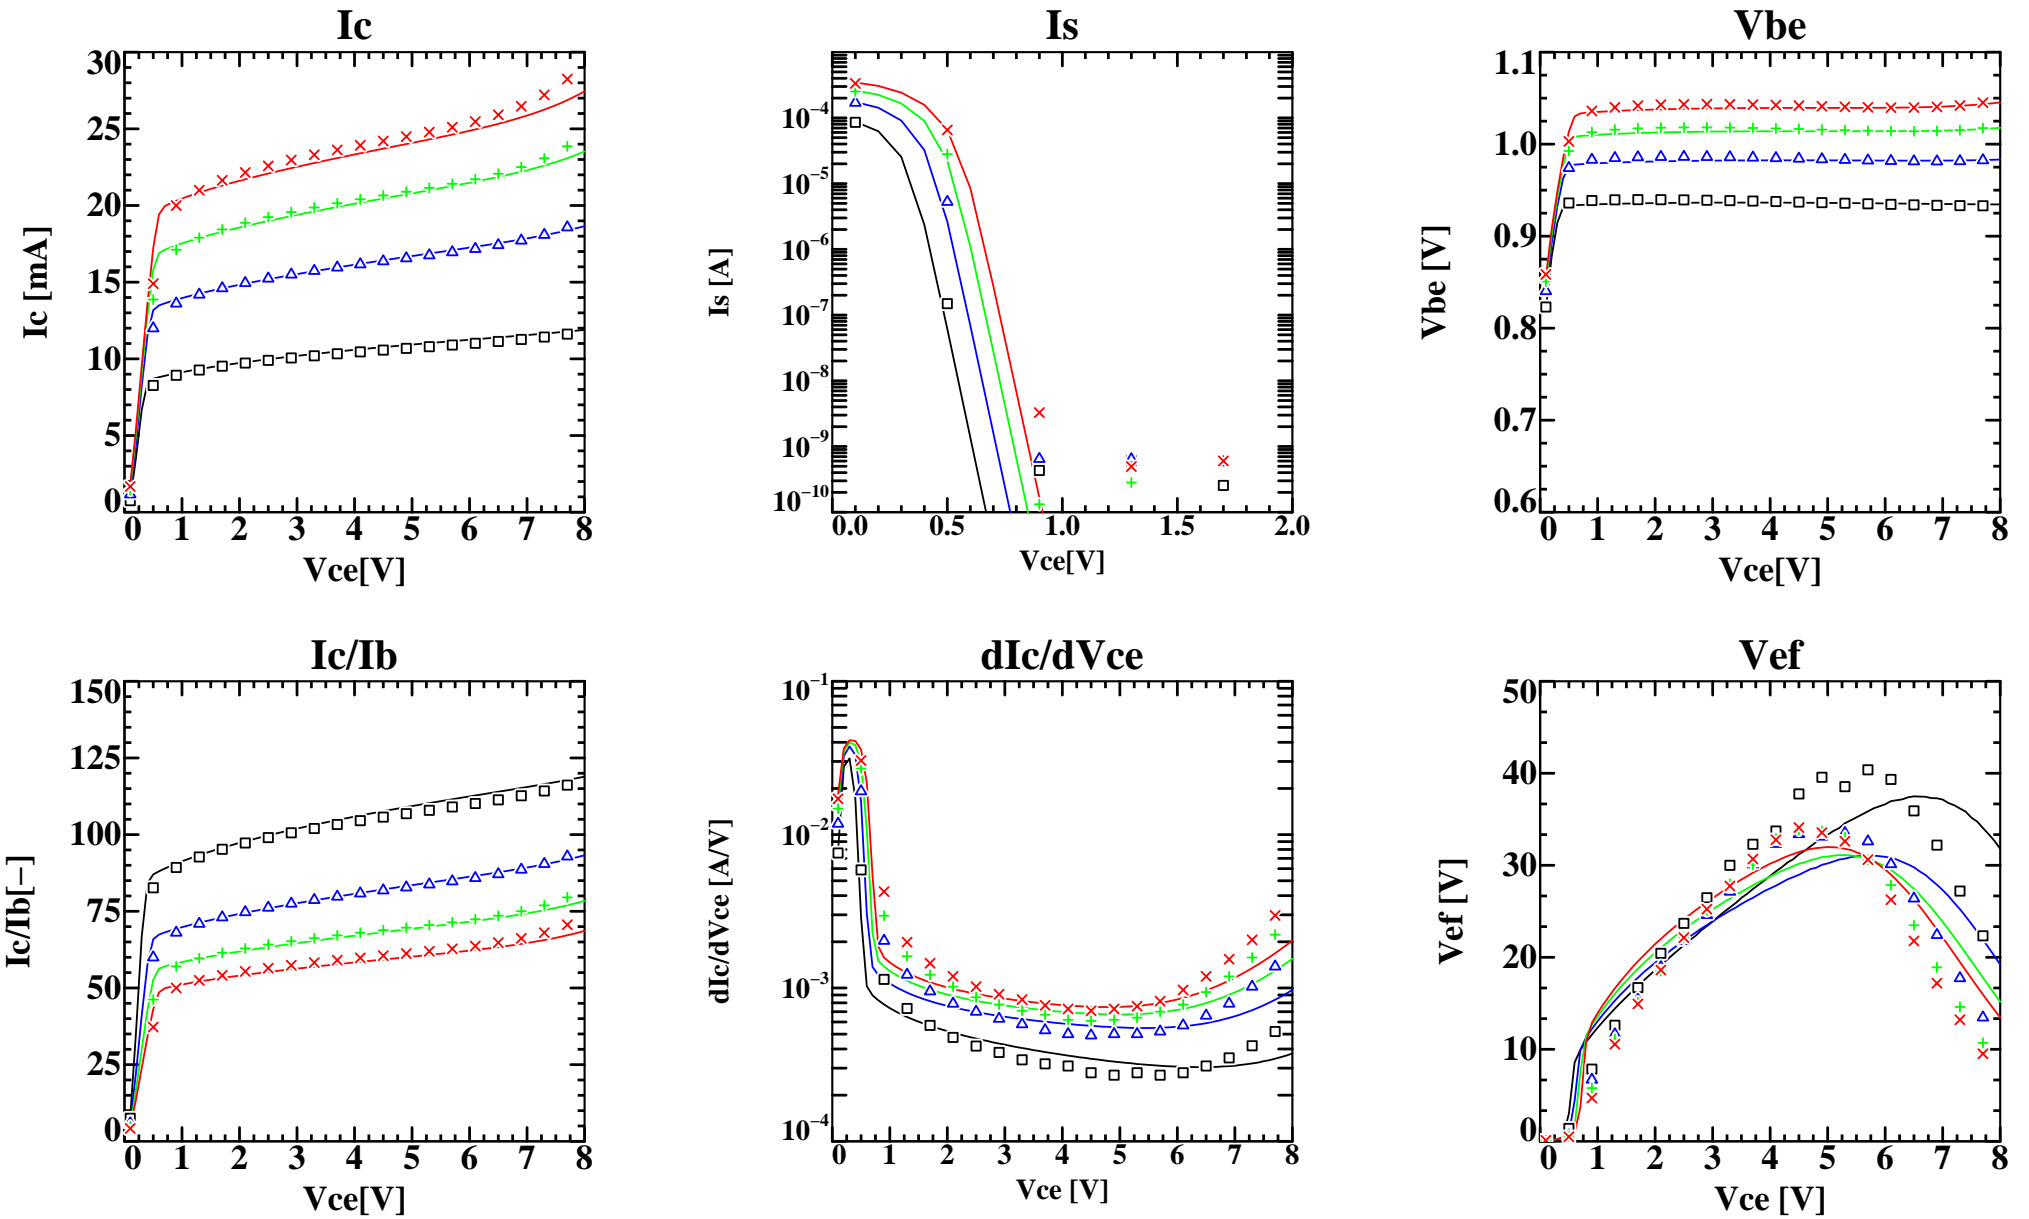 Ic
30
25
20
15
10
5
0
Ic [mA]
0 1 2 3 4 5 6 7 8
Vce[V]
Is
10−4
10−5
10−6
10−7
10−8
10−9
10−10
Is [A]
0.0 0.5 1.0 1.5 2.0
Vce[V]
Vbe
1.1
1.0
0.9
0.8
0.7
0.6
Vbe [V]
0 1 2 3 4 5 6 7 8
Vce[V]
Ic/Ib
150
125
100
75
50
25
0
Ic/Ib[−]
0 1 2 3 4 5 6 7 8
Vce[V]
dIc/dVce
10−1
10−2
10−3
10−4
dIc/dVce [A/V]
0 1 2 3 4 5 6 7 8
Vce [V]
Vef
50
40
30
20
10
0
Vef [V]
0 1 2 3 4 5 6 7 8
Vce [V]